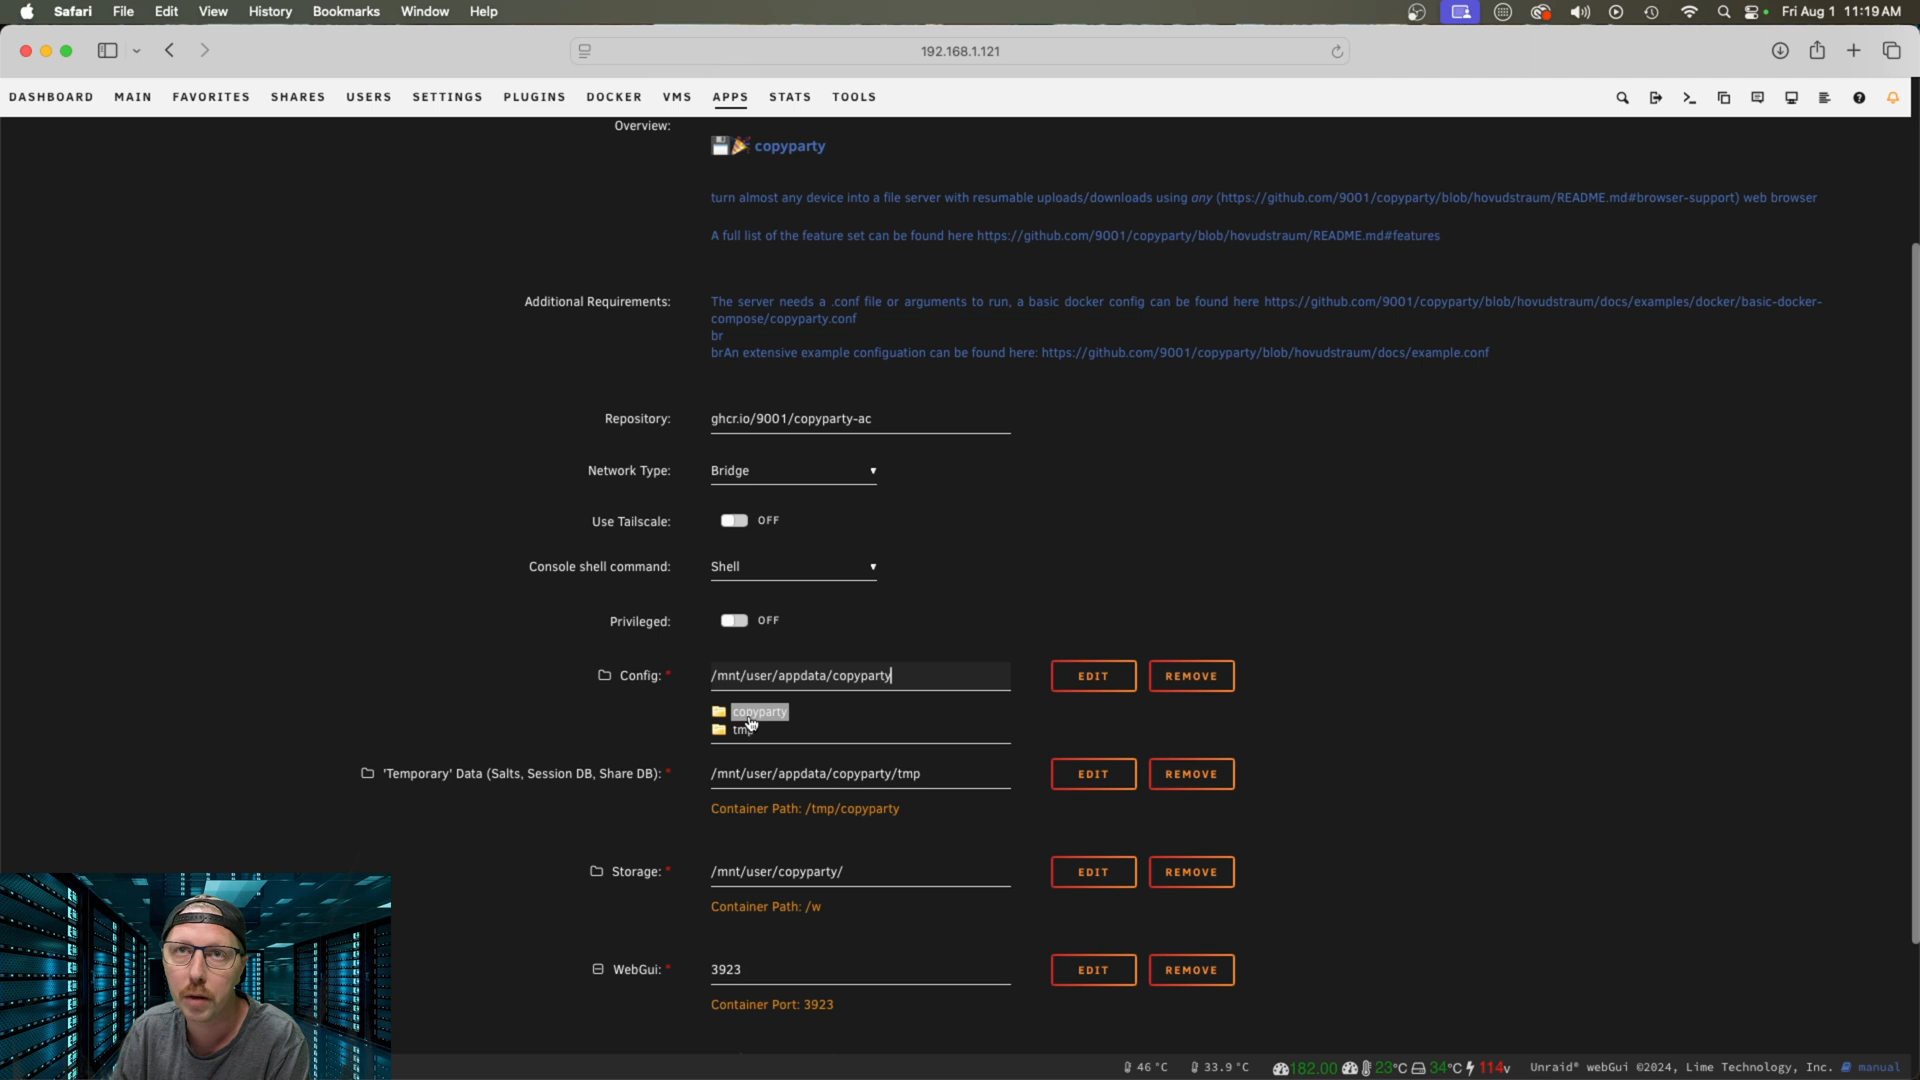 Safari File Edit View History Bookmarks Window Help
Fri Aug 1 11:19 AM
192.168.1.121
DASHBOARD MAIN FAVORITES SHARES USERS SETTINGS PLUGINS DOCKER VMS APPS STATS TOOLS
Overview:
copyparty
turn almost any device into a file server with resumable uploads/downloads using any (https://github.com/9001/copyparty/blob/hovudstraum/README.md#browser-support) web browser
A full list of the feature set can be found here https://github.com/9001/copyparty/blob/hovudstraum/README.md#features
Additional Requirements:
The server needs a .conf file or arguments to run, a basic docker config can be found here https://github.com/9001/copyparty/blob/hovudstraum/docs/examples/docker/basic-docker-
compose/copyparty.conf
br
brAn extensive example configuation can be found here: https://github.com/9001/copyparty/blob/hovudstraum/docs/example.conf
Repository: ghcr.io/9001/copyparty-ac
Network Type: Bridge
Use Tailscale: OFF
Console shell command: Shell
Privileged: OFF
Config: * /mnt/user/appdata/copyparty EDIT REMOVE
copyparty
tmp
'Temporary' Data (Salts, Session DB, Share DB): * /mnt/user/appdata/copyparty/tmp EDIT REMOVE
Container Path: /tmp/copyparty
Storage: * /mnt/user/copyparty/ EDIT REMOVE
Container Path: /w
WebGui: * 3923 EDIT REMOVE
Container Port: 3923
46 °C 33.9 °C 182.00 23°C 34°C 114v Unraid® webGui ©2024, Lime Technology, Inc. manual